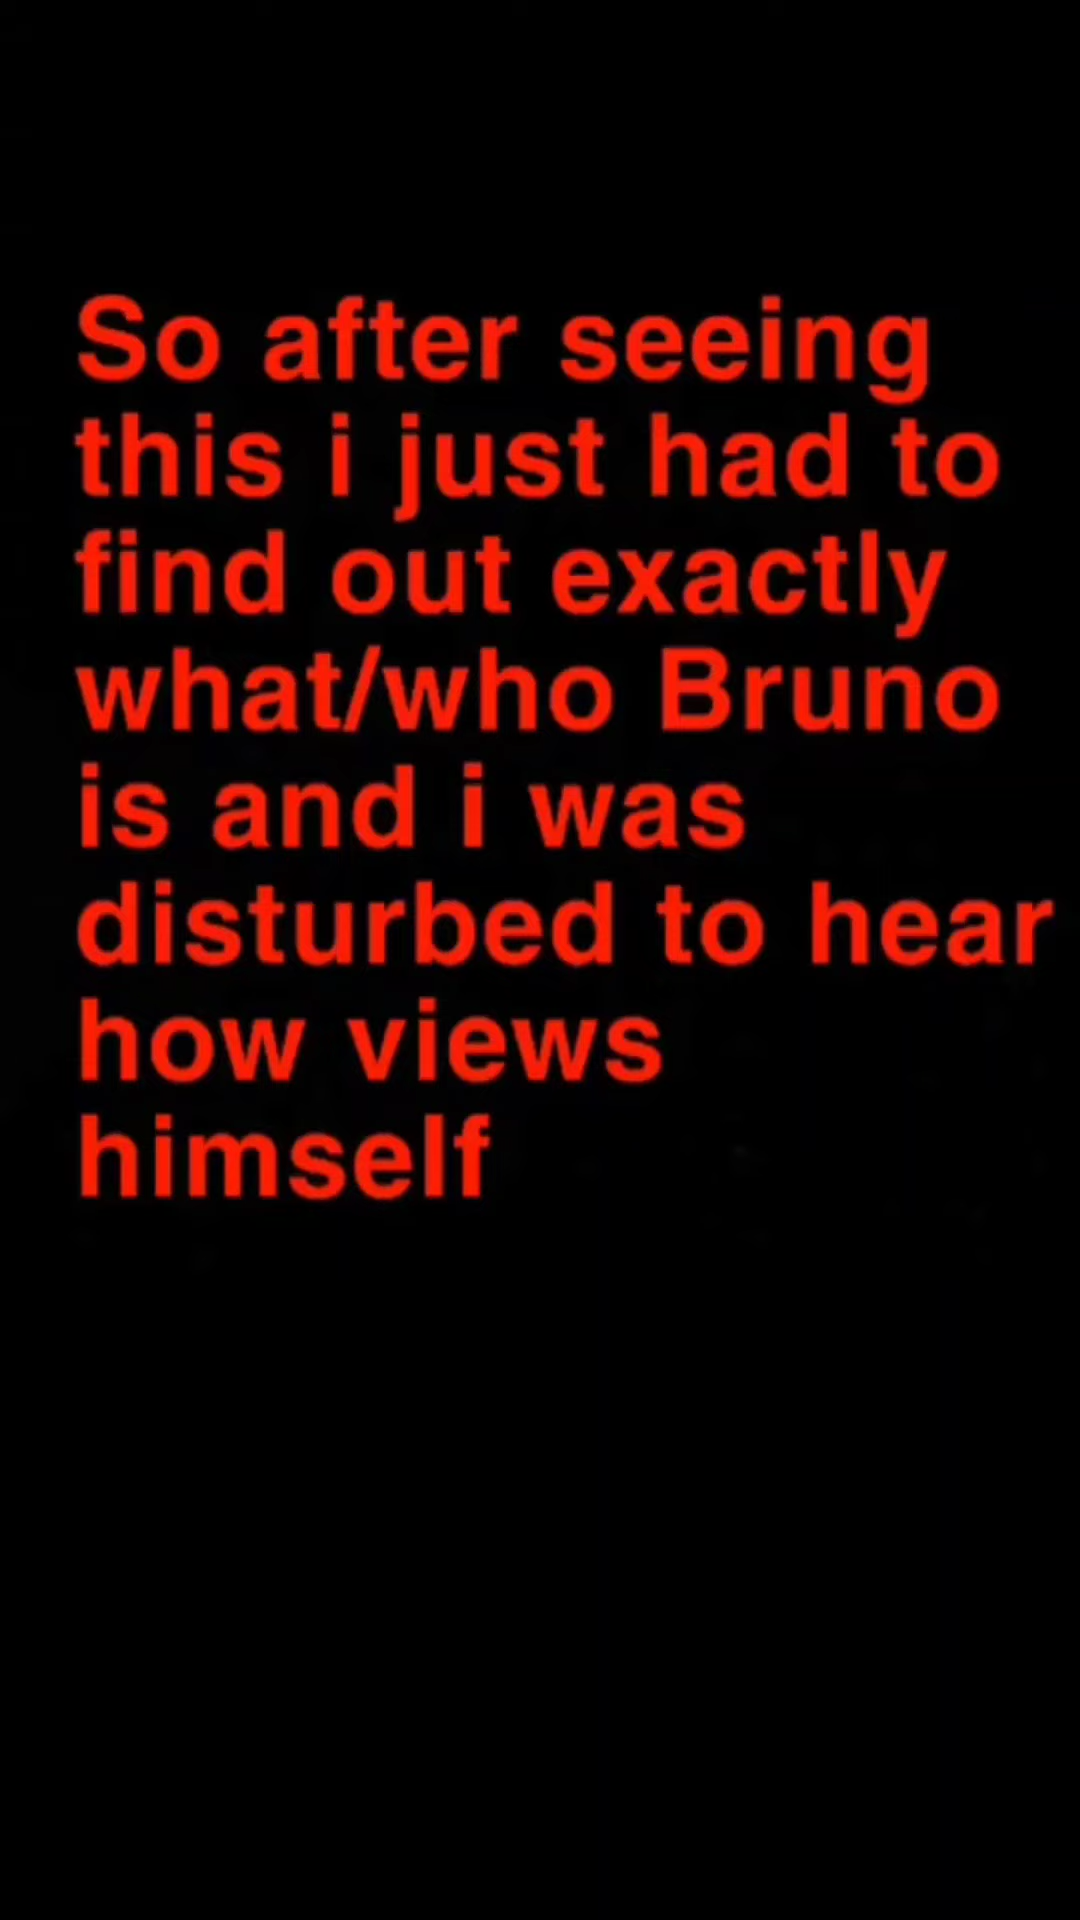 So after seeing
this i just had to
find out exactly
what/who Bruno
is and i was
disturbed to hear
how views
himself